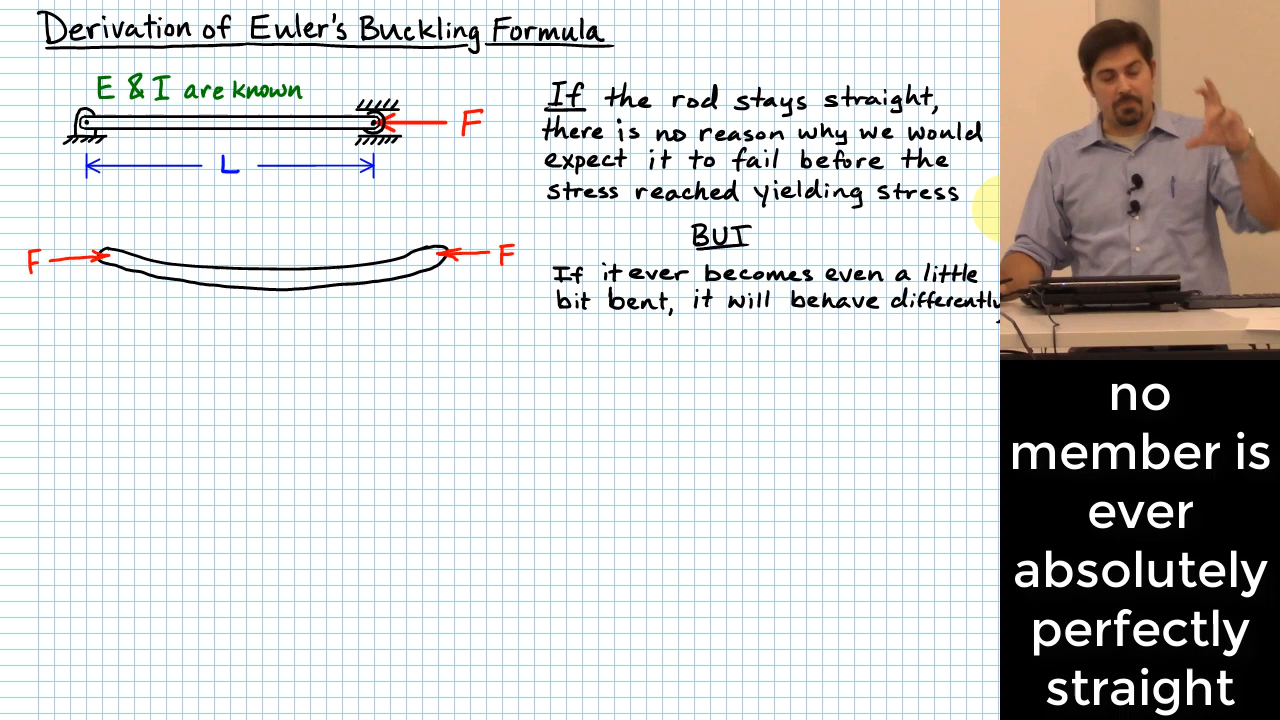 Derivation of Euler's Buckling Formula
E & I are known
F
L
If the rod stays straight,
there is no reason why we would
expect it to fail before the
stress reached yielding stress
BUT
If it ever becomes even a little
bit bent, it will behave differently
F
F
no
member is
ever
absolutely
perfectly
straight